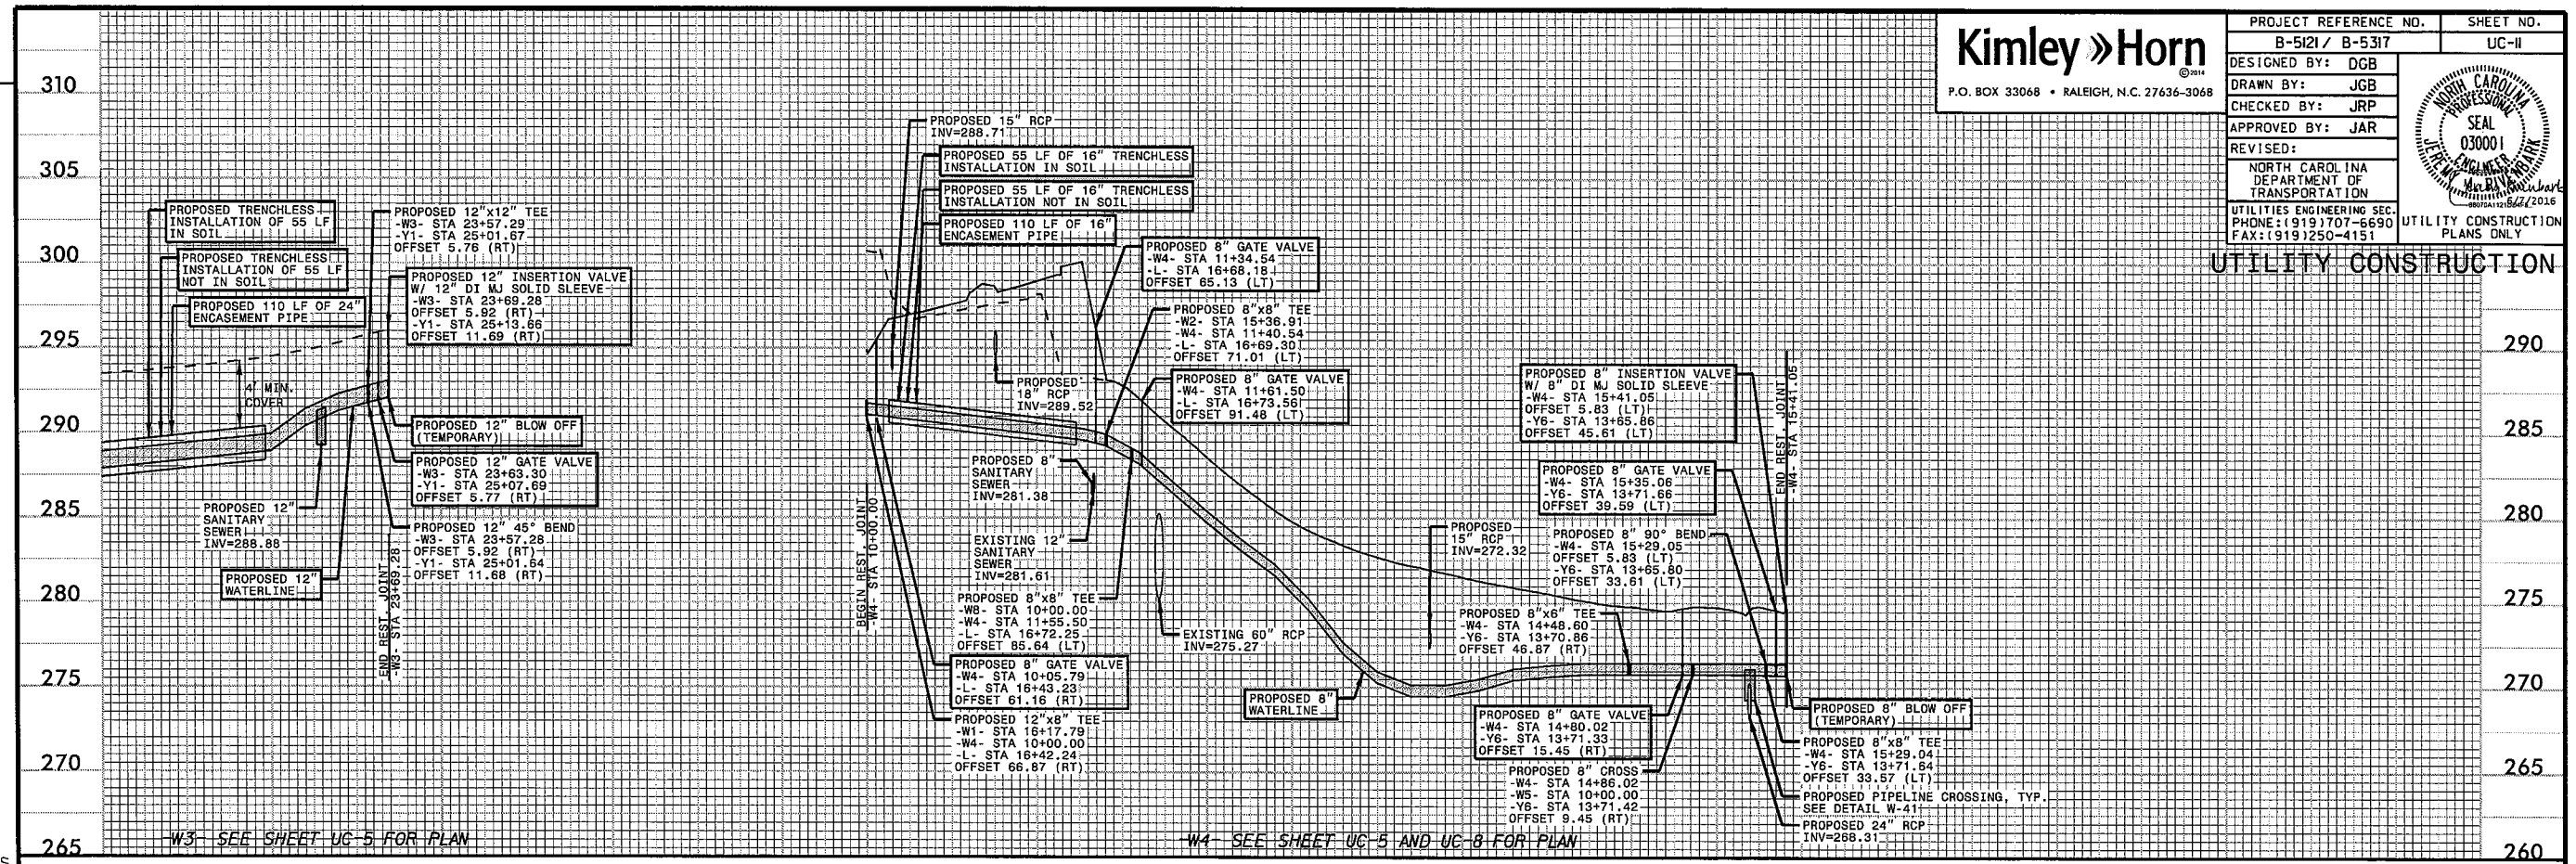 Kimley»Horn
©2014
P.O. BOX 33068 • RALEIGH, N.C. 27636-3068
PROJECT REFERENCE NO.
SHEET NO.
B-5121/ B-5317
UC-11
DESIGNED BY: DGB
DRAWN BY: JGB
CHECKED BY: JRP
APPROVED BY: JAR
REVISED:
NORTH CAROLINA
DEPARTMENT OF
TRANSPORTATION
UTILITIES ENGINEERING SEC.
PHONE:(919)707-6690
FAX:(919)250-4151
NORTH CAROLINA
PROFESSIONAL
SEAL
030001
ENGINEER
6/7/2016
UTILITY CONSTRUCTION
PLANS ONLY
UTILITY CONSTRUCTION
310
305
300
295
290
285
280
275
270
265
PROPOSED TRENCHLESS
INSTALLATION OF 55 LF
IN SOIL
PROPOSED TRENCHLESS
INSTALLATION OF 55 LF
NOT IN SOIL
PROPOSED 110 LF OF 24"
ENCASEMENT PIPE
4' MIN.
COVER
PROPOSED 12"x12" TEE
-W3- STA 23+57.29
-Y1- STA 25+01.67
OFFSET 5.76 (RT)
PROPOSED 12" INSERTION VALVE
W/ 12" DI MJ SOLID SLEEVE
-W3- STA 23+69.28
OFFSET 5.92 (RT)
-Y1- STA 25+13.66
OFFSET 11.69 (RT)
PROPOSED 12" BLOW OFF
(TEMPORARY)
PROPOSED 12" GATE VALVE
-W3- STA 23+63.30
-Y1- STA 25+07.69
OFFSET 5.77 (RT)
PROPOSED 12" 45° BEND
-W3- STA 23+57.28
OFFSET 5.92 (RT)
-Y1- STA 25+01.64
OFFSET 11.68 (RT)
PROPOSED 12"
SANITARY
SEWER
INV=288.88
PROPOSED 12"
WATERLINE
END REST. JOINT
-W3- STA 23+69.28
-W3- SEE SHEET UC-5 FOR PLAN
PROPOSED 15" RCP
INV=288.71
PROPOSED 55 LF OF 16" TRENCHLESS
INSTALLATION IN SOIL
PROPOSED 55 LF OF 16" TRENCHLESS
INSTALLATION NOT IN SOIL
PROPOSED 110 LF OF 16"
ENCASEMENT PIPE
PROPOSED 8" GATE VALVE
-W4- STA 11+34.54
-L- STA 16+68.18
OFFSET 65.13 (LT)
PROPOSED 8"x8" TEE
-W2- STA 15+36.91
-W4- STA 11+40.54
-L- STA 16+69.30
OFFSET 71.01 (LT)
PROPOSED 8" GATE VALVE
-W4- STA 11+61.50
-L- STA 16+73.56
OFFSET 91.48 (LT)
PROPOSED
18" RCP
INV=289.52
BEGIN REST. JOINT
-W4- STA 10+00.00
PROPOSED 8"
SANITARY
SEWER
INV=281.38
EXISTING 12"
SANITARY
SEWER
INV=281.61
PROPOSED 8"x8" TEE
-W8- STA 10+00.00
-W4- STA 11+55.50
-L- STA 16+72.25
OFFSET 85.64 (LT)
PROPOSED 8" GATE VALVE
-W4- STA 10+05.79
-L- STA 16+43.23
OFFSET 61.16 (RT)
PROPOSED 12"x8" TEE
-W1- STA 16+17.79
-W4- STA 10+00.00
-L- STA 16+42.24
OFFSET 66.87 (RT)
EXISTING 60" RCP
INV=275.27
PROPOSED 8"
WATERLINE
PROPOSED
15" RCP
INV=272.32
PROPOSED 8" INSERTION VALVE
W/ 8" DI MJ SOLID SLEEVE
-W4- STA 15+41.05
OFFSET 5.83 (LT)
-Y6- STA 13+65.86
OFFSET 45.61 (LT)
PROPOSED 8" GATE VALVE
-W4- STA 15+35.06
-Y6- STA 13+71.66
OFFSET 39.59 (LT)
PROPOSED 8" 90° BEND
-W4- STA 15+29.05
OFFSET 5.83 (LT)
-Y6- STA 13+65.80
OFFSET 33.61 (LT)
PROPOSED 8"x6" TEE
-W4- STA 14+48.60
-Y6- STA 13+70.86
OFFSET 46.87 (RT)
END REST. JOINT
-W4- STA 15+41.05
PROPOSED 8" GATE VALVE
-W4- STA 14+80.02
-Y6- STA 13+71.33
OFFSET 15.45 (RT)
PROPOSED 8" CROSS
-W4- STA 14+86.02
-W5- STA 10+00.00
-Y6- STA 13+71.42
OFFSET 9.45 (RT)
PROPOSED 8" BLOW OFF
(TEMPORARY)
PROPOSED 8"x8" TEE
-W4- STA 15+29.04
-Y6- STA 13+71.64
OFFSET 33.57 (LT)
PROPOSED PIPELINE CROSSING, TYP.
SEE DETAIL W-41
PROPOSED 24" RCP
INV=268.31
-W4- SEE SHEET UC-5 AND UC-8 FOR PLAN
290
285
280
275
270
265
260